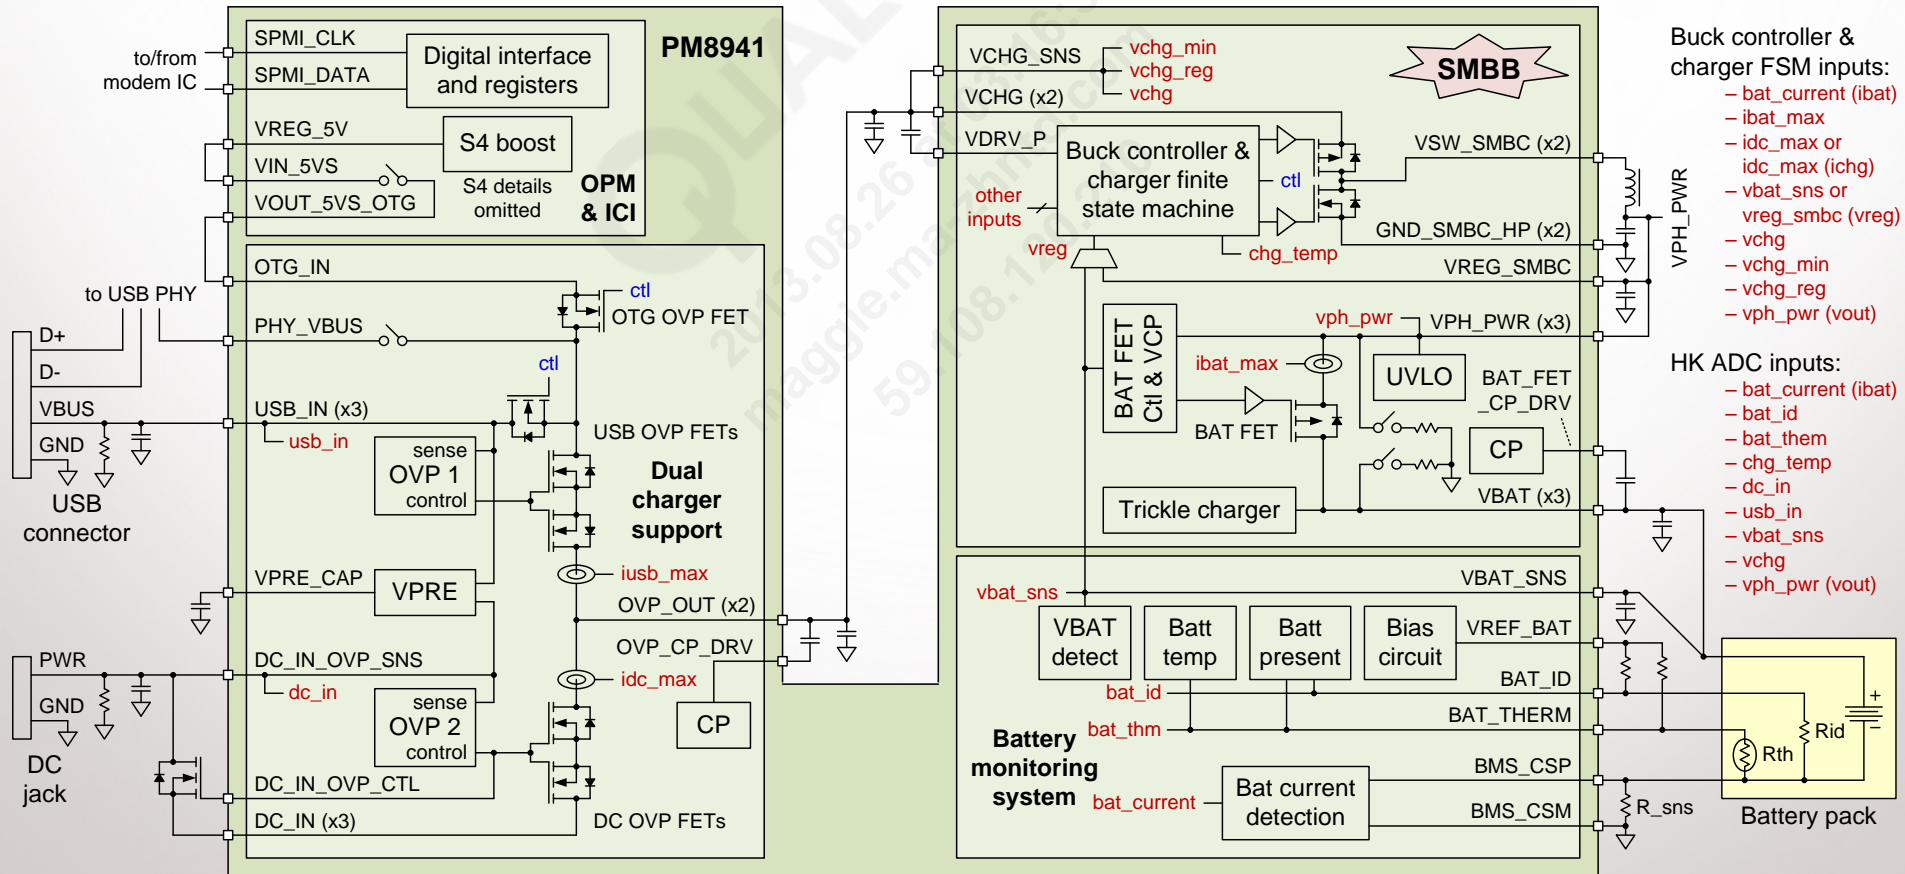 PM8941
to/from
modem IC
SPMI_CLK
SPMI_DATA
Digital interface
and registers
VREG_5V
VIN_5VS
VOUT_5VS_OTG
S4 boost
S4 details
omitted
OPM
& ICI
OTG_IN
ctl
OTG OVP FET
to USB PHY
PHY_VBUS
D+
D-
VBUS
GND
USB
connector
ctl
USB_IN (x3)
usb_in
USB OVP FETs
sense
OVP 1
control
Dual
charger
support
VPRE_CAP
VPRE
iusb_max
OVP_OUT (x2)
OVP_CP_DRV
PWR
GND
DC
jack
DC_IN_OVP_SNS
dc_in
idc_max
sense
OVP 2
control
CP
DC_IN_OVP_CTL
DC_IN (x3)
DC OVP FETs
VCHG_SNS
vchg_min
vchg_reg
vchg
SMBB
VCHG (x2)
VDRV_P
Buck controller &
charger finite
state machine
other
inputs
ctl
VSW_SMBC (x2)
GND_SMBC_HP (x2)
VPH_PWR
vreg
chg_temp
VREG_SMBC
BAT FET
Ctl & VCP
vph_pwr
VPH_PWR (x3)
ibat_max
UVLO
BAT_FET
_CP_DRV
BAT FET
CP
Trickle charger
VBAT (x3)
vbat_sns
VBAT_SNS
VBAT
detect
Batt
temp
Batt
present
Bias
circuit
VREF_BAT
bat_id
BAT_ID
bat_thm
BAT_THERM
Battery
monitoring
system
bat_current
Bat current
detection
BMS_CSP
BMS_CSM
R_sns
Rth
Rid
+
–
Battery pack
Buck controller &
charger FSM inputs:
– bat_current (ibat)
– ibat_max
– idc_max or
idc_max (ichg)
– vbat_sns or
vreg_smbc (vreg)
– vchg
– vchg_min
– vchg_reg
– vph_pwr (vout)
HK ADC inputs:
– bat_current (ibat)
– bat_id
– bat_them
– chg_temp
– dc_in
– usb_in
– vbat_sns
– vchg
– vph_pwr (vout)